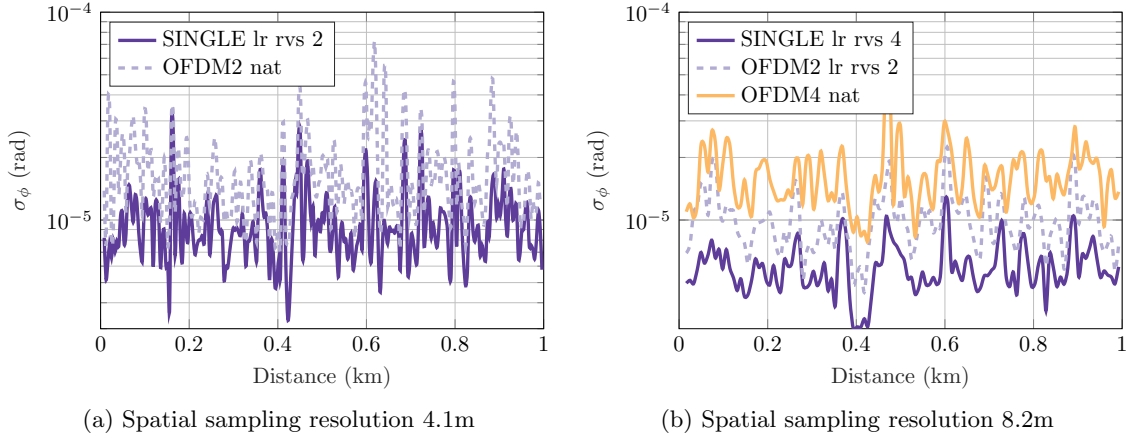 10⁻⁴
10⁻⁵
σ_ϕ (rad)
SINGLE lr rvs 2
OFDM2 nat
0 0.2 0.4 0.6 0.8 1
Distance (km)
(a) Spatial sampling resolution 4.1m
10⁻⁴
10⁻⁵
σ_ϕ (rad)
SINGLE lr rvs 4
OFDM2 lr rvs 2
OFDM4 nat
0 0.2 0.4 0.6 0.8 1
Distance (km)
(b) Spatial sampling resolution 8.2m